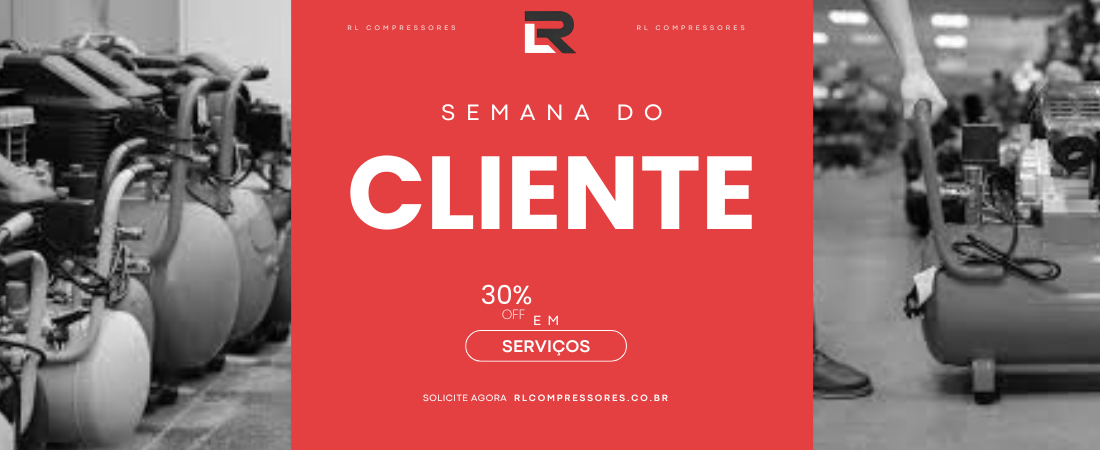 RL COMPRESSORES
RL COMPRESSORES
SEMANA DO
CLIENTE
30%
OFF
EM
SERVIÇOS
SOLICITE AGORA RLCOMPRESSORES.CO.BR